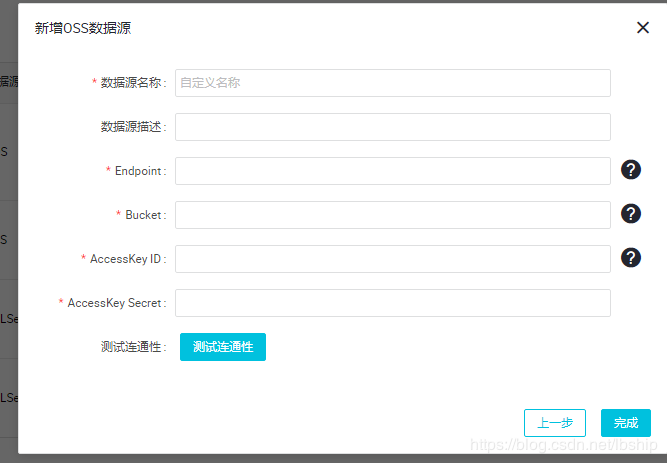 新增OSS数据源
据源
* 数据源名称 :
自定义名称
数据源描述 :
S
* Endpoint :
?
* Bucket :
?
S
* AccessKey ID :
?
* AccessKey Secret :
LSe
测试连通性 :
测试连通性
LSe
上一步
完成
https://blog.csdn.net/lbship